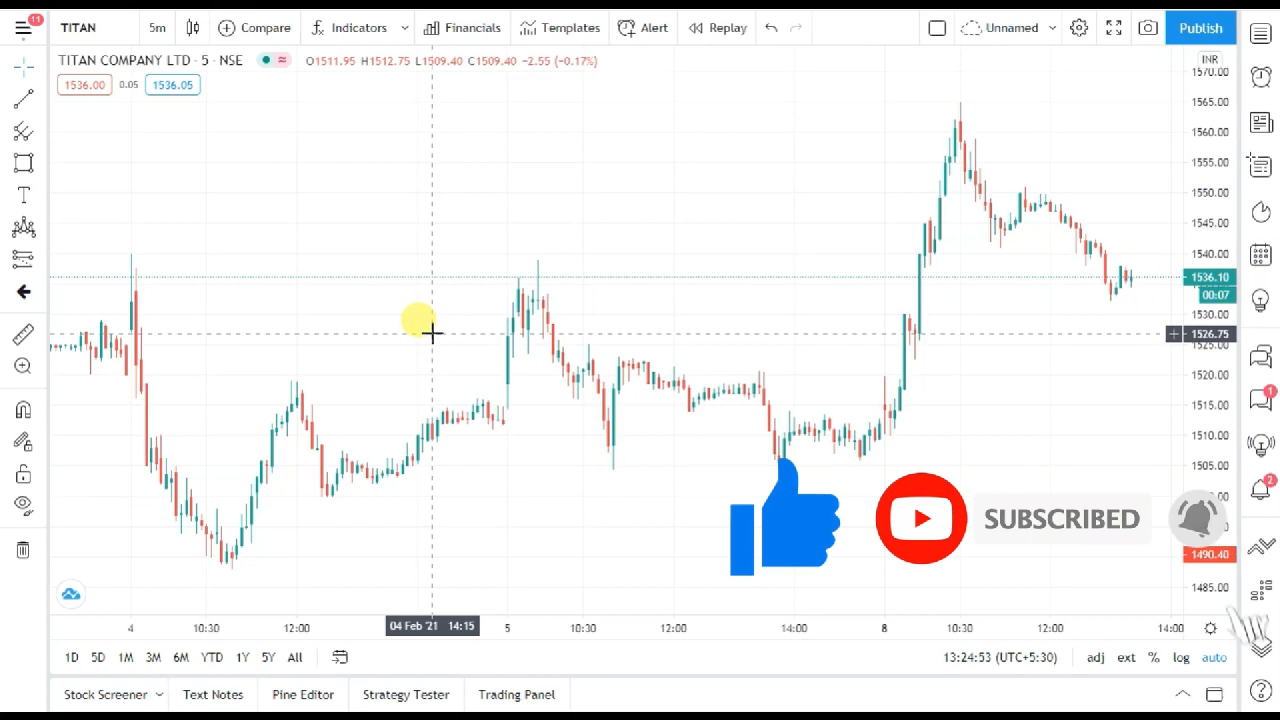 11
TITAN 5m Compare Indicators Financials Templates Alert Replay Unnamed Publish
TITAN COMPANY LTD · 5 · NSE O1511.95 H1512.75 L1509.40 C1509.40 −2.55 (−0.17%)
INR
1536.00 0.05 1536.05
1570.00
1565.00
1560.00
1555.00
1550.00
1545.00
1540.00
1536.10
00:07
1530.00
1526.75
1525.00
1520.00
1515.00
1510.00
1505.00
SUBSCRIBED
1490.40
1485.00
1
2
4 10:30 12:00 04 Feb '21 14:15 5 10:30 12:00 14:00 8 10:30 12:00 14:00
1D 5D 1M 3M 6M YTD 1Y 5Y All 13:24:53 (UTC+5:30) adj ext % log auto
Stock Screener Text Notes Pine Editor Strategy Tester Trading Panel